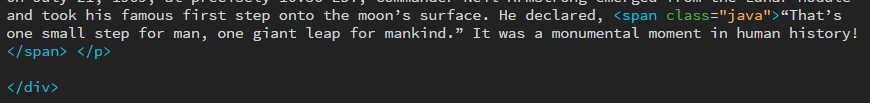 and took his famous first step onto the moon’s surface. He declared, <span class="java">“That’s
one small step for man, one giant leap for mankind.” It was a monumental moment in human history!
</span> </p>
</div>